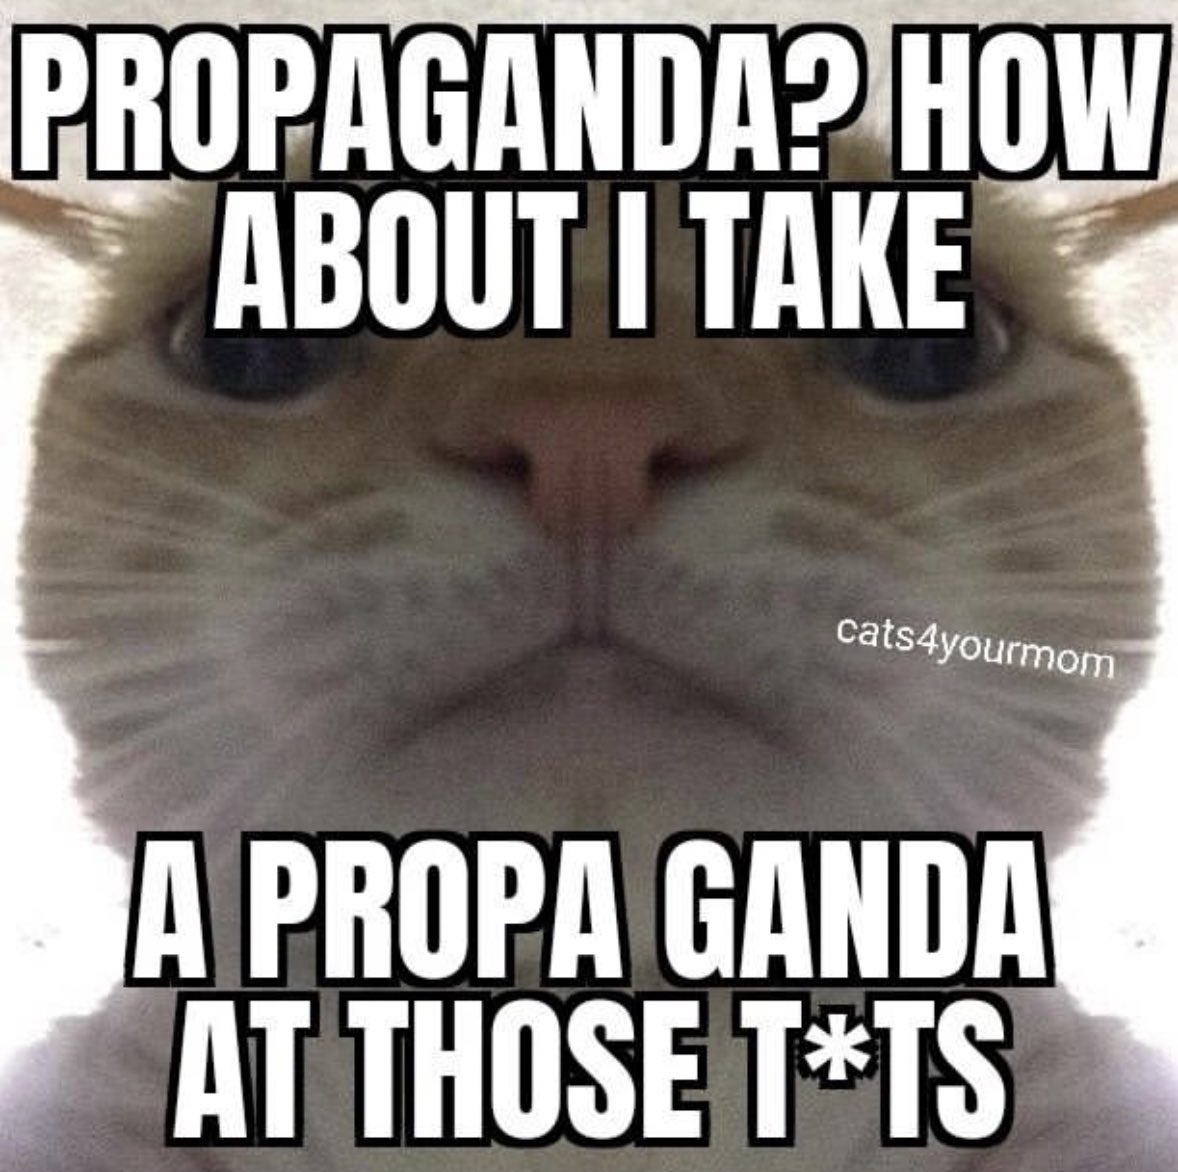 PROPAGANDA? HOW
ABOUT I TAKE
cats4yourmom
A PROPA GANDA
AT THOSE T*TS